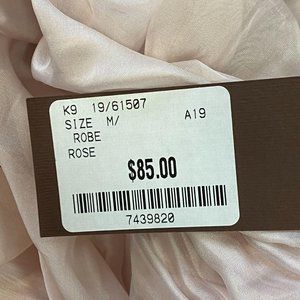 K9 19/61507
SIZE M/ A19
ROBE
ROSE
$85.00
7439820